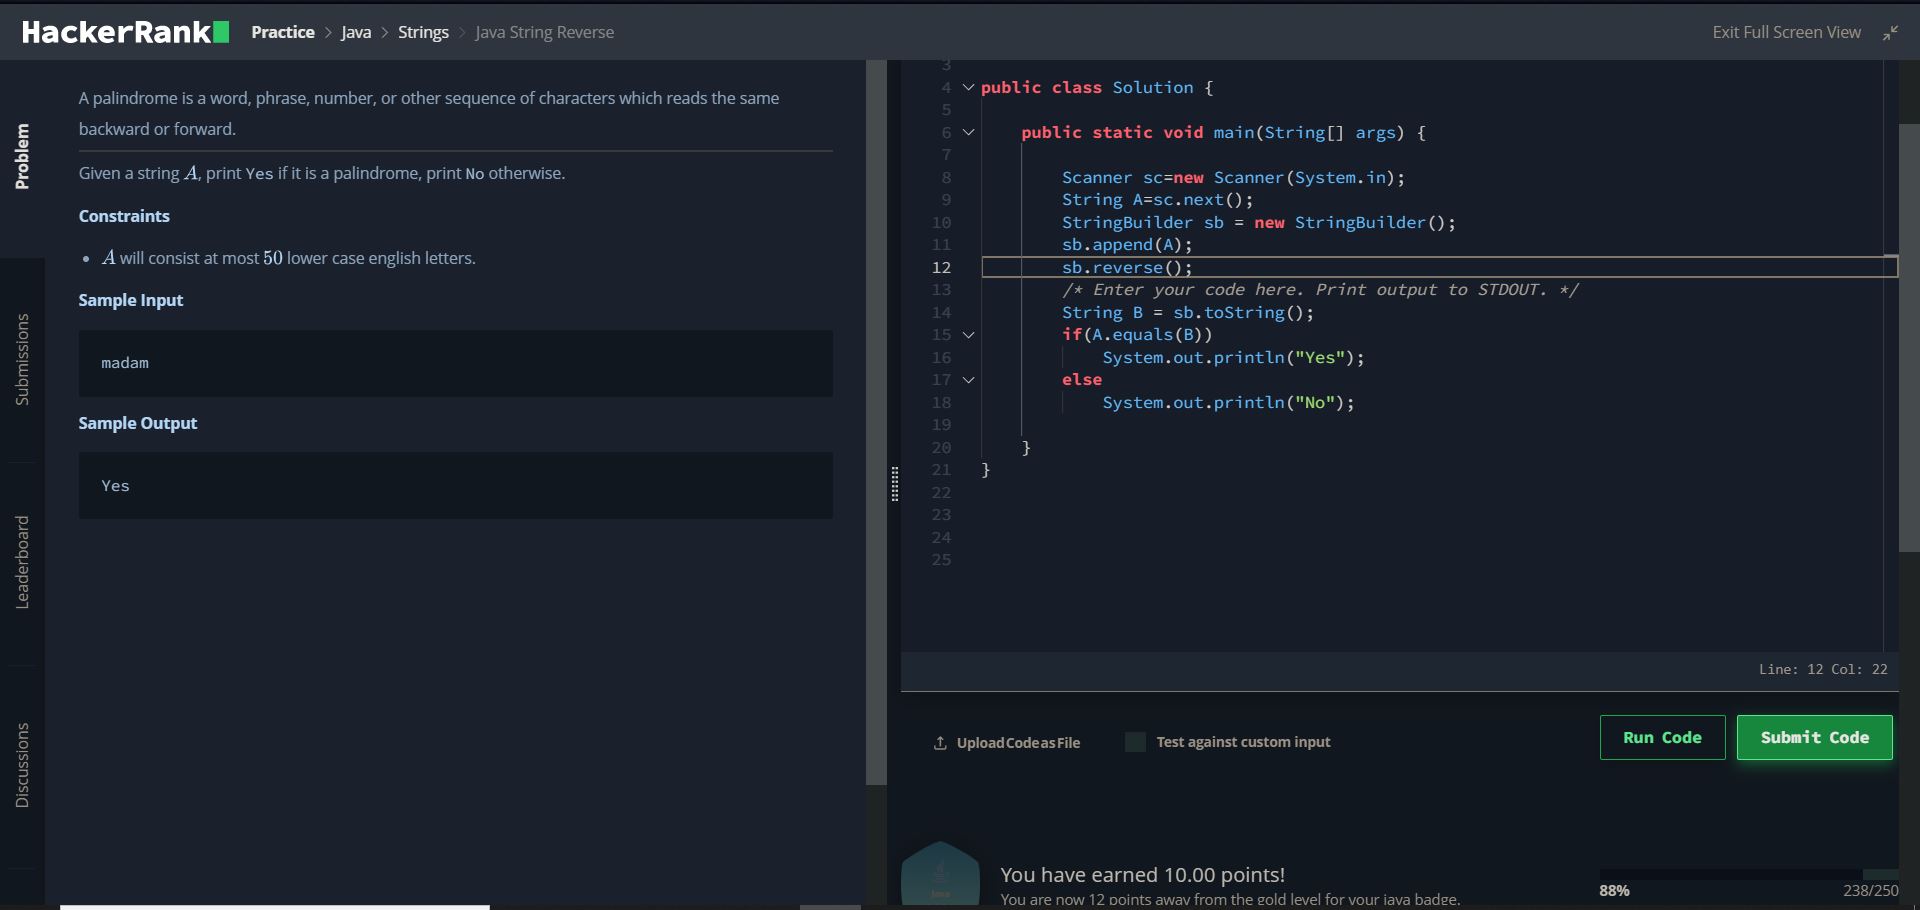 HackerRank
Practice > Java > Strings > Java String Reverse
Exit Full Screen View
Problem
Submissions
Leaderboard
Discussions
A palindrome is a word, phrase, number, or other sequence of characters which reads the same
backward or forward.
Given a string A, print Yes if it is a palindrome, print No otherwise.
Constraints
• A will consist at most 50 lower case english letters.
Sample Input
madam
Sample Output
Yes
3
4 public class Solution {
5
6 public static void main(String[] args) {
7
8 Scanner sc=new Scanner(System.in);
9 String A=sc.next();
10 StringBuilder sb = new StringBuilder();
11 sb.append(A);
12 sb.reverse();
13 /* Enter your code here. Print output to STDOUT. */
14 String B = sb.toString();
15 if(A.equals(B))
16 System.out.println("Yes");
17 else
18 System.out.println("No");
19
20 }
21 }
22
23
24
25
Line: 12 Col: 22
Upload Code as File
Test against custom input
Run Code
Submit Code
Java
You have earned 10.00 points!
You are now 12 points away from the gold level for your java badge.
88%
238/250